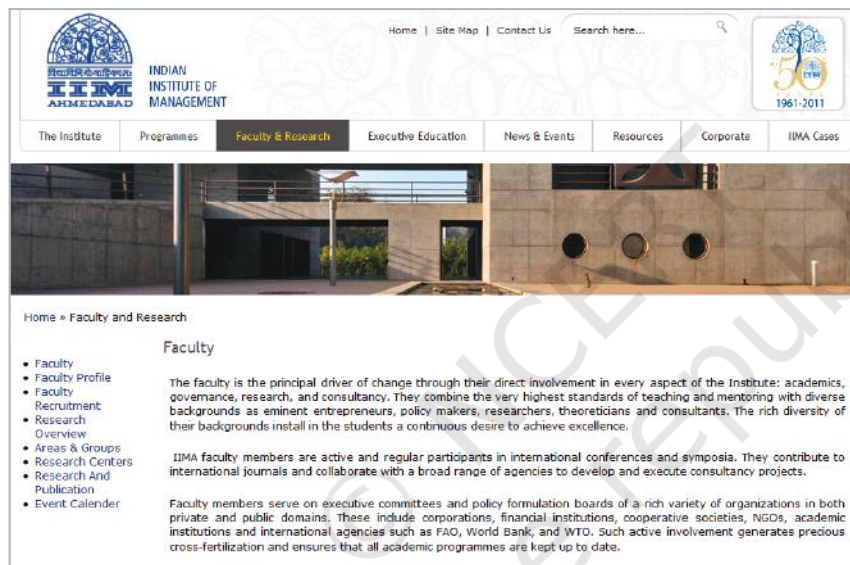 Home | Site Map | Contact Us Search here...
IIM
AHMEDABAD
INDIAN
INSTITUTE OF
MANAGEMENT
50
YEARS
1961-2011
The Institute Programmes Faculty & Research Executive Education News & Events Resources Corporate IIMA Cases
Home » Faculty and Research
Faculty
• Faculty
• Faculty Profile
• Faculty
Recruitment
• Research
Overview
• Areas & Groups
• Research Centers
• Research And
Publication
• Event Calender
The faculty is the principal driver of change through their direct involvement in every aspect of the Institute: academics,
governance, research, and consultancy. They combine the very highest standards of teaching and mentoring with diverse
backgrounds as eminent entrepreneurs, policy makers, researchers, theoreticians and consultants. The rich diversity of
their backgrounds install in the students a continuous desire to achieve excellence.
IIMA faculty members are active and regular participants in international conferences and symposia. They contribute to
international journals and collaborate with a broad range of agencies to develop and execute consultancy projects.
Faculty members serve on executive committees and policy formulation boards of a rich variety of organizations in both
private and public domains. These include corporations, financial institutions, cooperative societies, NGOs, academic
institutions and international agencies such as FAO, World Bank, and WTO. Such active involvement generates precious
cross-fertilization and ensures that all academic programmes are kept up to date.
© NCERT
e republ